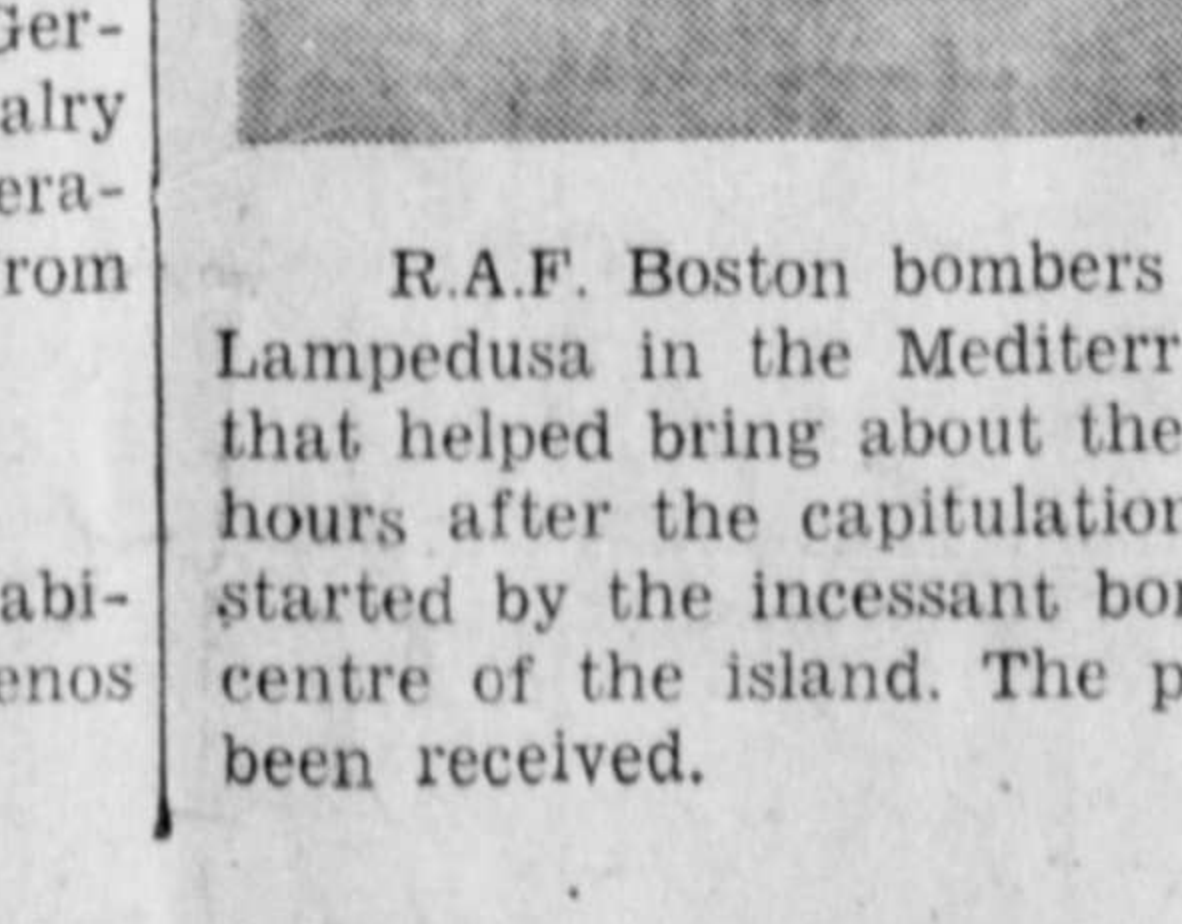 Ger-
alry
era-
rom
abi-
enos
R.A.F. Boston bombers
Lampedusa in the Mediterr
that helped bring about the
hours after the capitulation
started by the incessant bo
centre of the island. The p
been received.